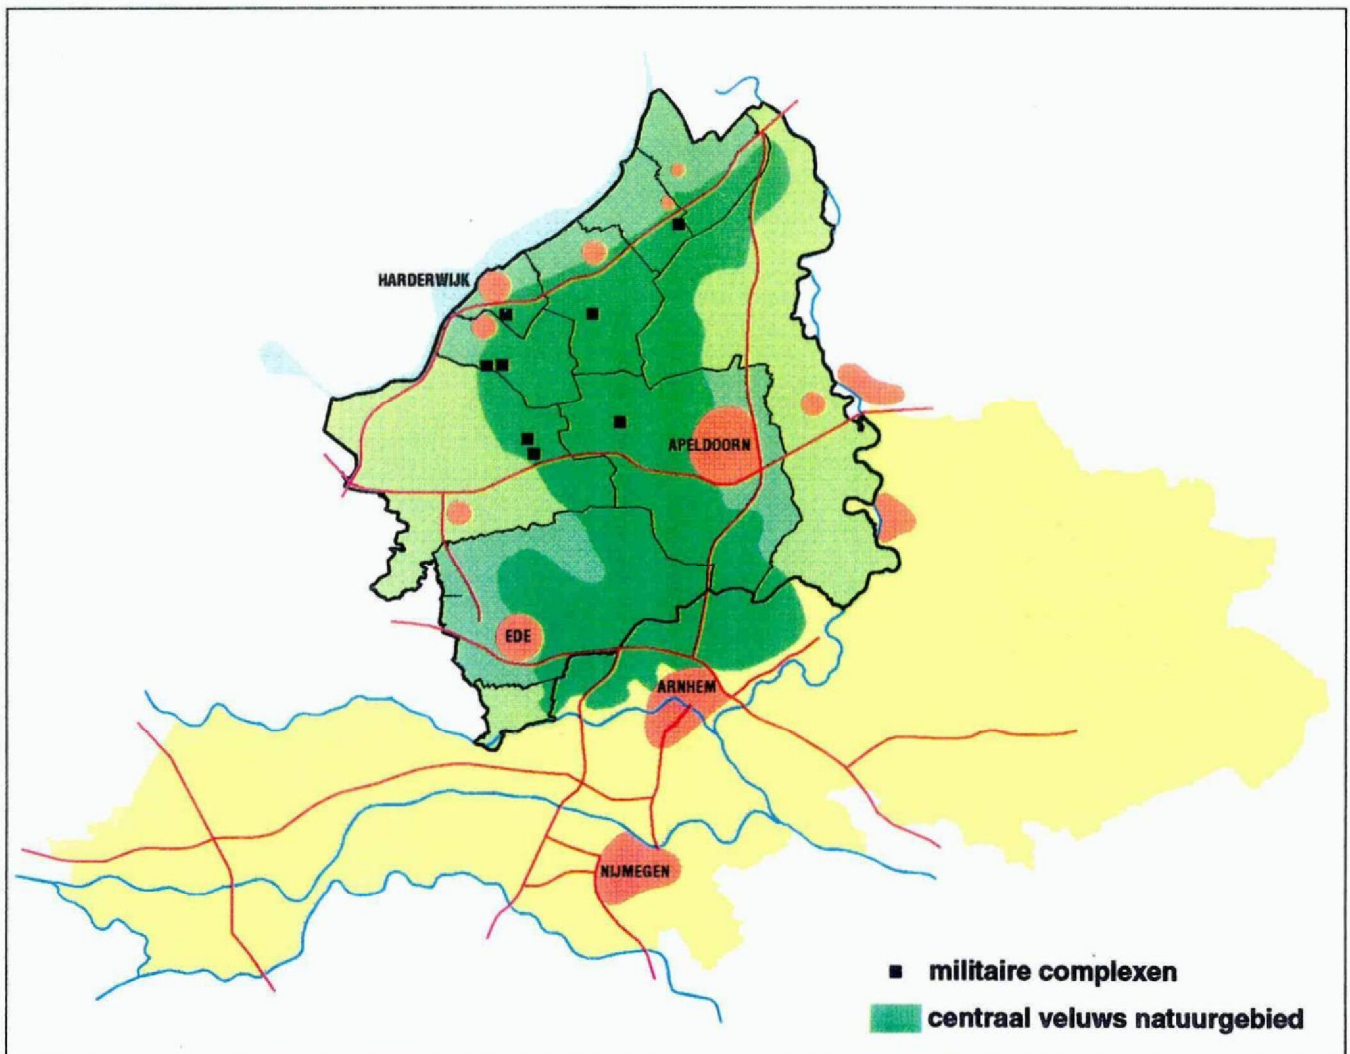 HARDERWIJK
APELDOORN
EDE
ARNHEM
NIJMEGEN
militaire complexen
centraal veluws natuurgebied